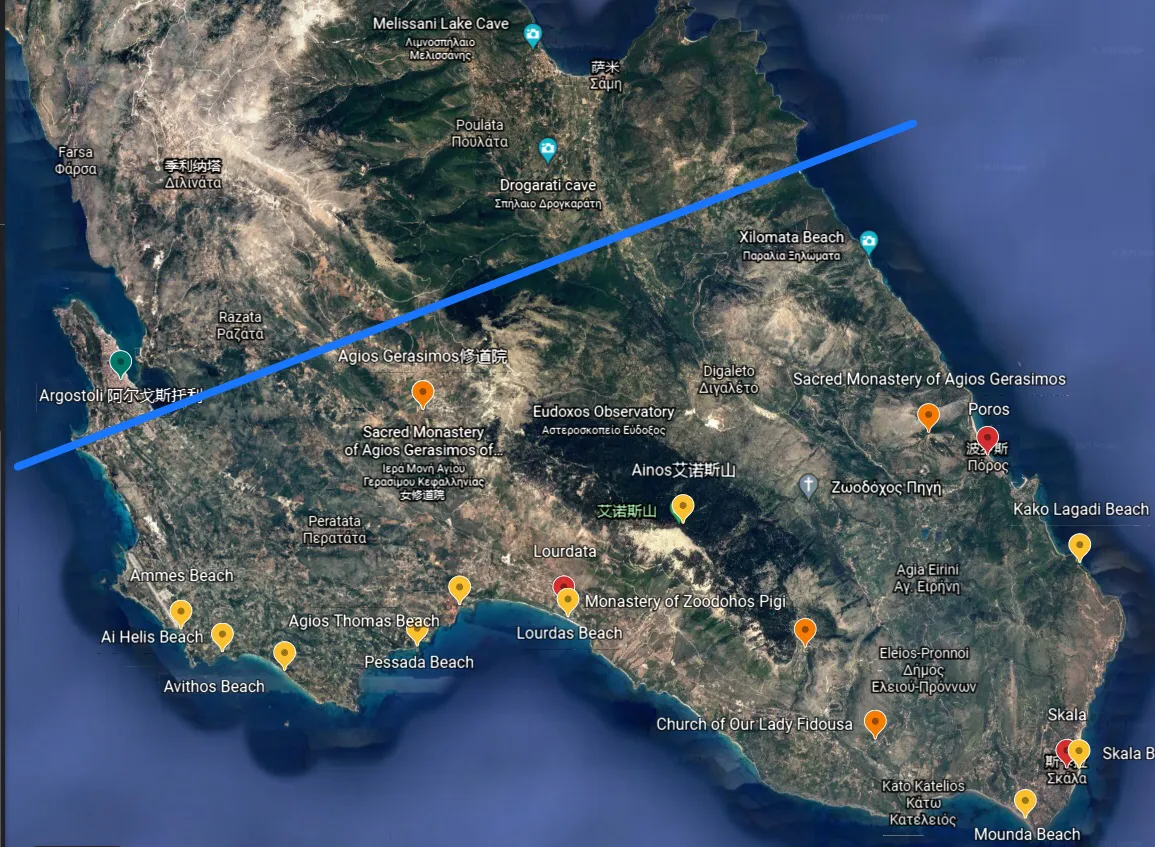 Melissani Lake Cave
Λιμνοσπήλαιο
Μελισσάνης
萨米
Σάμη
Poulata
Πουλάτα
Farsa
Φάρσα
季利纳塔
Διλινάτα
Drogarati cave
Σπήλαιο Δρογκαράτη
Xilomata Beach
Παραλία Ξηλώματα
Razata
Ραζάτα
Agios Gerasimos修道院
Argostoli 阿尔戈斯托利
Digaleto
Διγαλέτο
Sacred Monastery of Agios Gerasimos
Poros
Eudoxos Observatory
Αστεροσκοπείο Εύδοξος
Sacred Monastery
of Agios Gerasimos of...
Ιερά Μονή Αγίου
Γερασίμου Κεφαλληνίας
女修道院
Πόρος
Ainos艾诺斯山
Ζωοδόχος Πηγή
艾诺斯山
Kako Lagadi Beach
Peratata
Περατάτα
Lourdata
Agia Eirini
Αγ. Ειρήνη
Ammes Beach
Monastery of Zoodohos Pigi
Agios Thomas Beach
Ai Helis Beach
Lourdas Beach
Pessada Beach
Eleios-Pronnoi
Δήμος
Ελειού-Πρόννων
Avithos Beach
Skala
Church of Our Lady Fidousa
Skala B
Σκάλα
Kato Katelios
Κάτω
Κατελειός
Mounda Beach